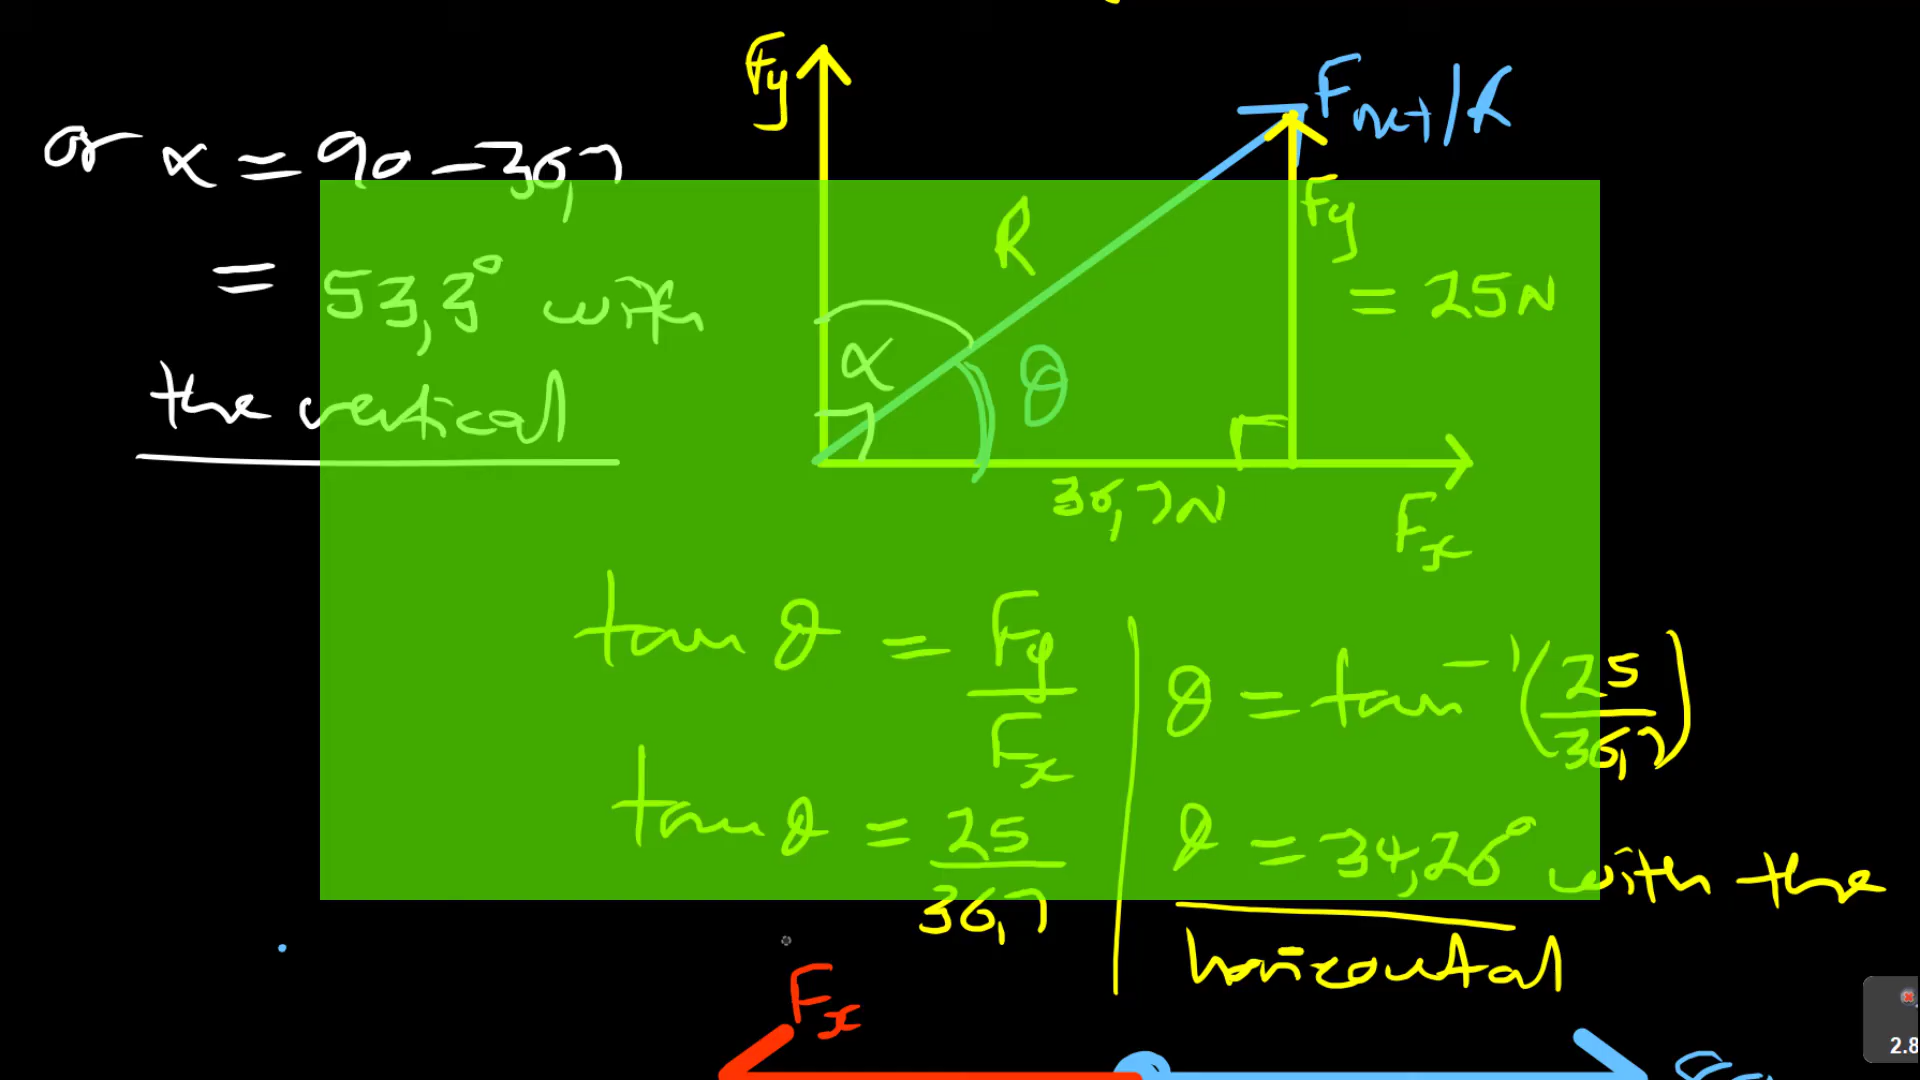 Fy
Fnet/R
or α = 90 - 36,7
R
Fy
= 53,3° with
= 25N
α
θ
the vertical
36,7N
Fx
tan θ = Fy/Fx
θ = tan⁻¹(25/36,7)
tan θ = 25/36,7
θ = 34,26° with the
horizontal
Fx
2.8